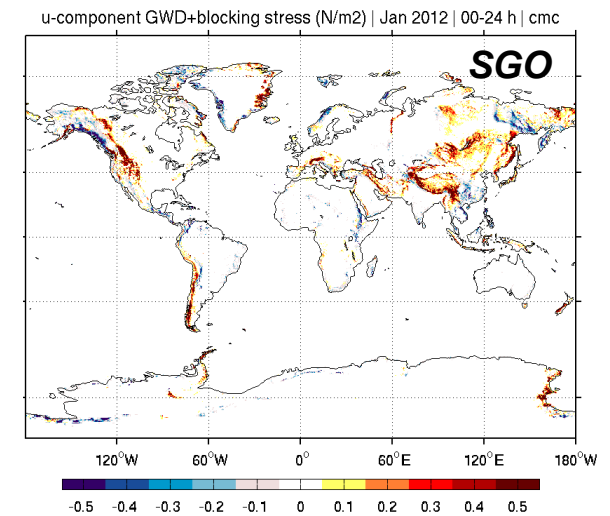 u-component GWD+blocking stress (N/m2) | Jan 2012 | 00-24 h | cmc
SGO
120°W 60°W 0° 60°E 120°E 180°W
-0.5 -0.4 -0.3 -0.2 -0.1 0 0.1 0.2 0.3 0.4 0.5